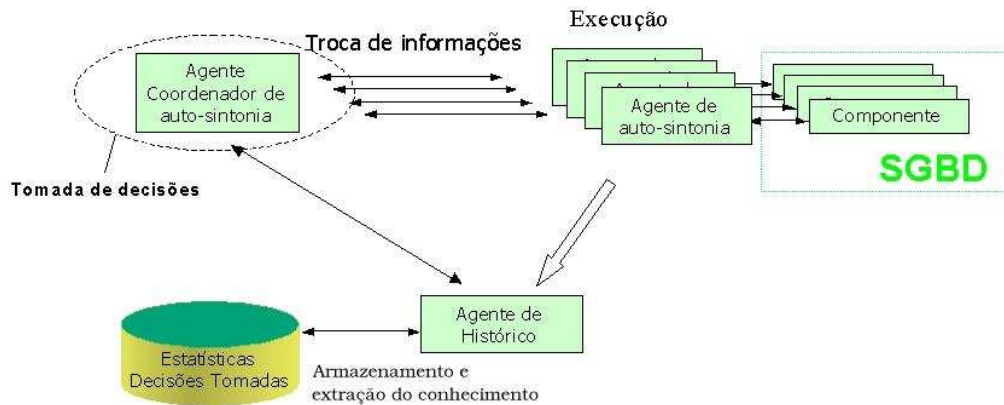 Execução
Troca de informações
Agente
Coordenador de
auto-sintonia
Agente de
auto-sintonia
Componente
SGBD
Tomada de decisões
Agente de
Histórico
Estatísticas
Decisões Tomadas
Armazenamento e
extração do conhecimento